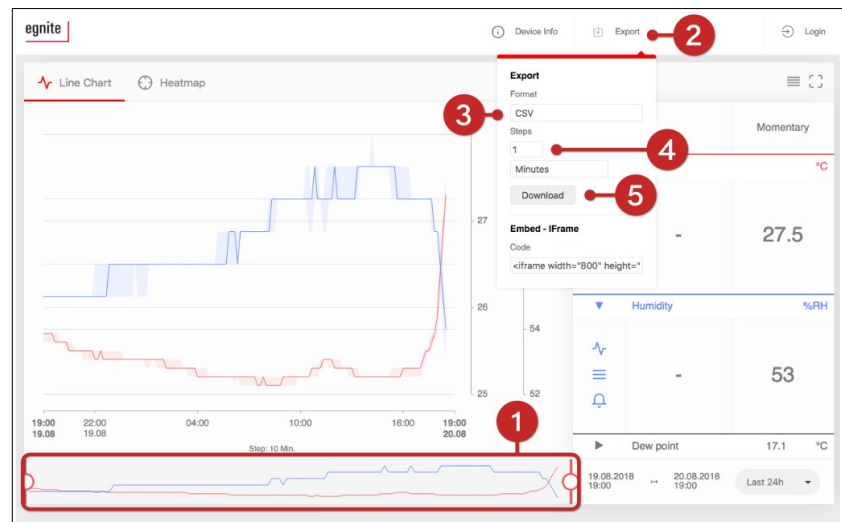 egnite
Device Info
Export
2
Login
Line Chart
Heatmap
Export
Format
3
CSV
Steps
1
4
Minutes
Download
5
Embed - IFrame
Code
<iframe width="800" height="
Momentary
°C
-
27.5
Humidity
%RH
-
53
Dew point
17.1
°C
27
26
54
25
52
19:00
19.08
22:00
19.08
04:00
10:00
16:00
19:00
20.08
Step: 10 Min.
1
19.08.2018
19:00
↦
20.08.2018
19:00
Last 24h